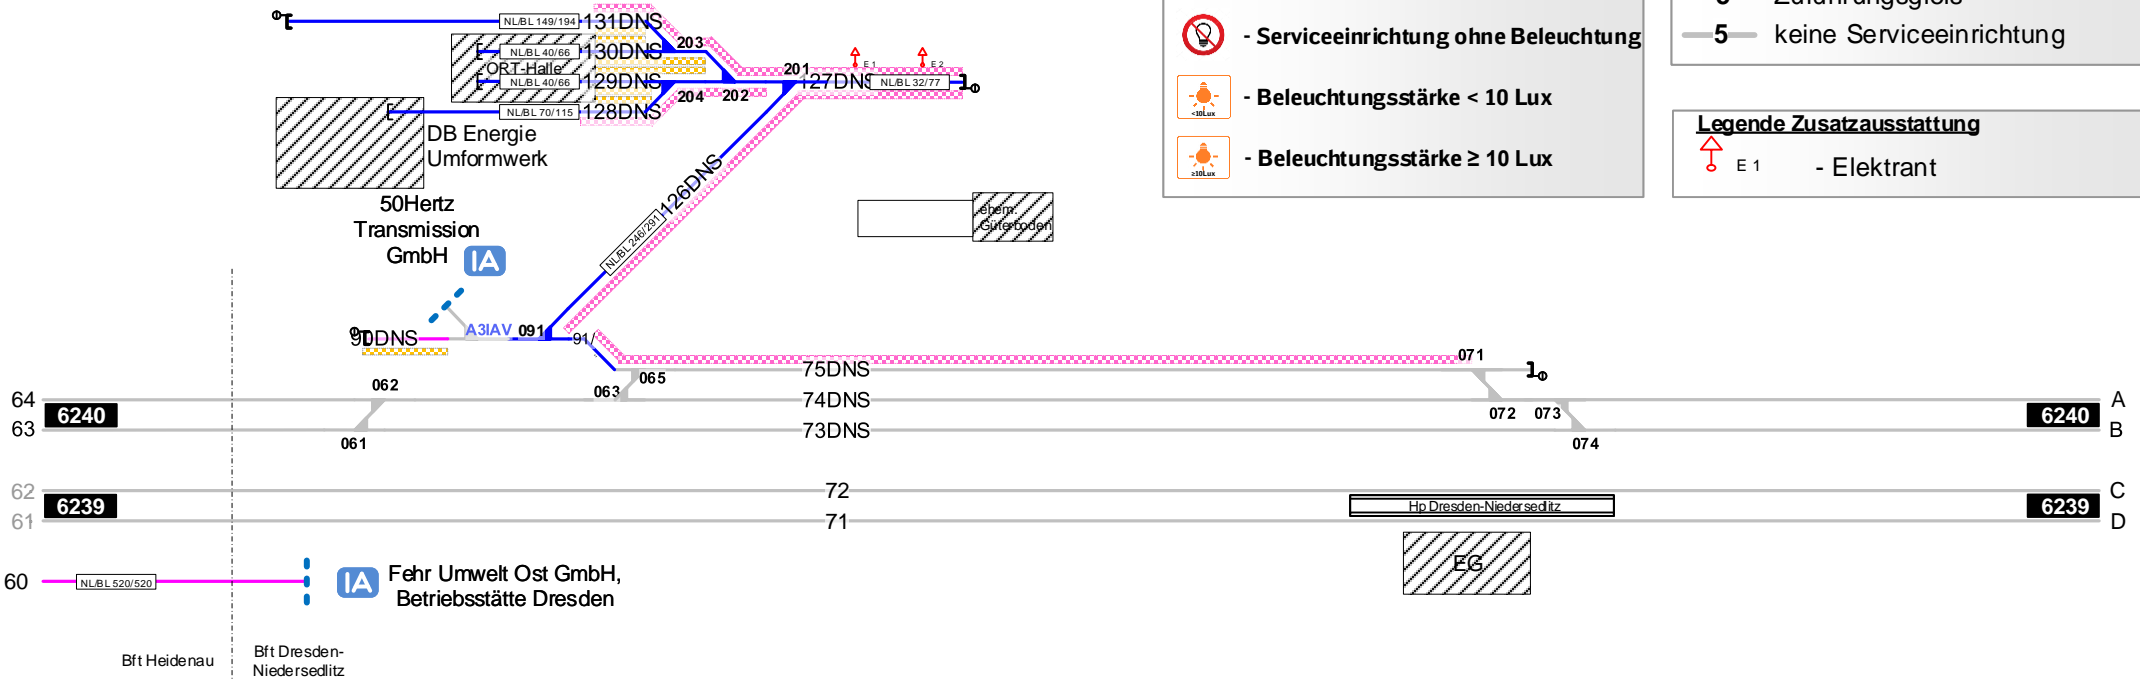 NL/BL 149/194
131DNS
NL/BL 40/66
130DNS
203
ORT-Halle
NL/BL 40/66
129DNS
204
202
201
127DNS
E 1
E 2
NL/BL 32/77
NL/BL 70/115
128DNS
DB Energie
Umformwerk
- Serviceeinrichtung ohne Beleuchtung
<10Lux
- Beleuchtungsstärke < 10 Lux
≥10Lux
- Beleuchtungsstärke ≥ 10 Lux
5
keine Serviceeinrichtung
Legende Zusatzausstattung
E 1
- Elektrant
50Hertz
Transmission
GmbH
IA
126DNS
NL/BL 246/291
ehem.
Güterboden
90DNS
A3IAV
091
91/
75DNS
071
065
063
062
64
74DNS
072
073
A
6240
6240
63
061
73DNS
074
B
62
72
C
6239
Hp Dresden-Niedersedlitz
6239
61
71
D
EG
60
NL/BL 520/520
IA
Fehr Umwelt Ost GmbH,
Betriebsstätte Dresden
Bft Heidenau
Bft Dresden-
Niedersedlitz